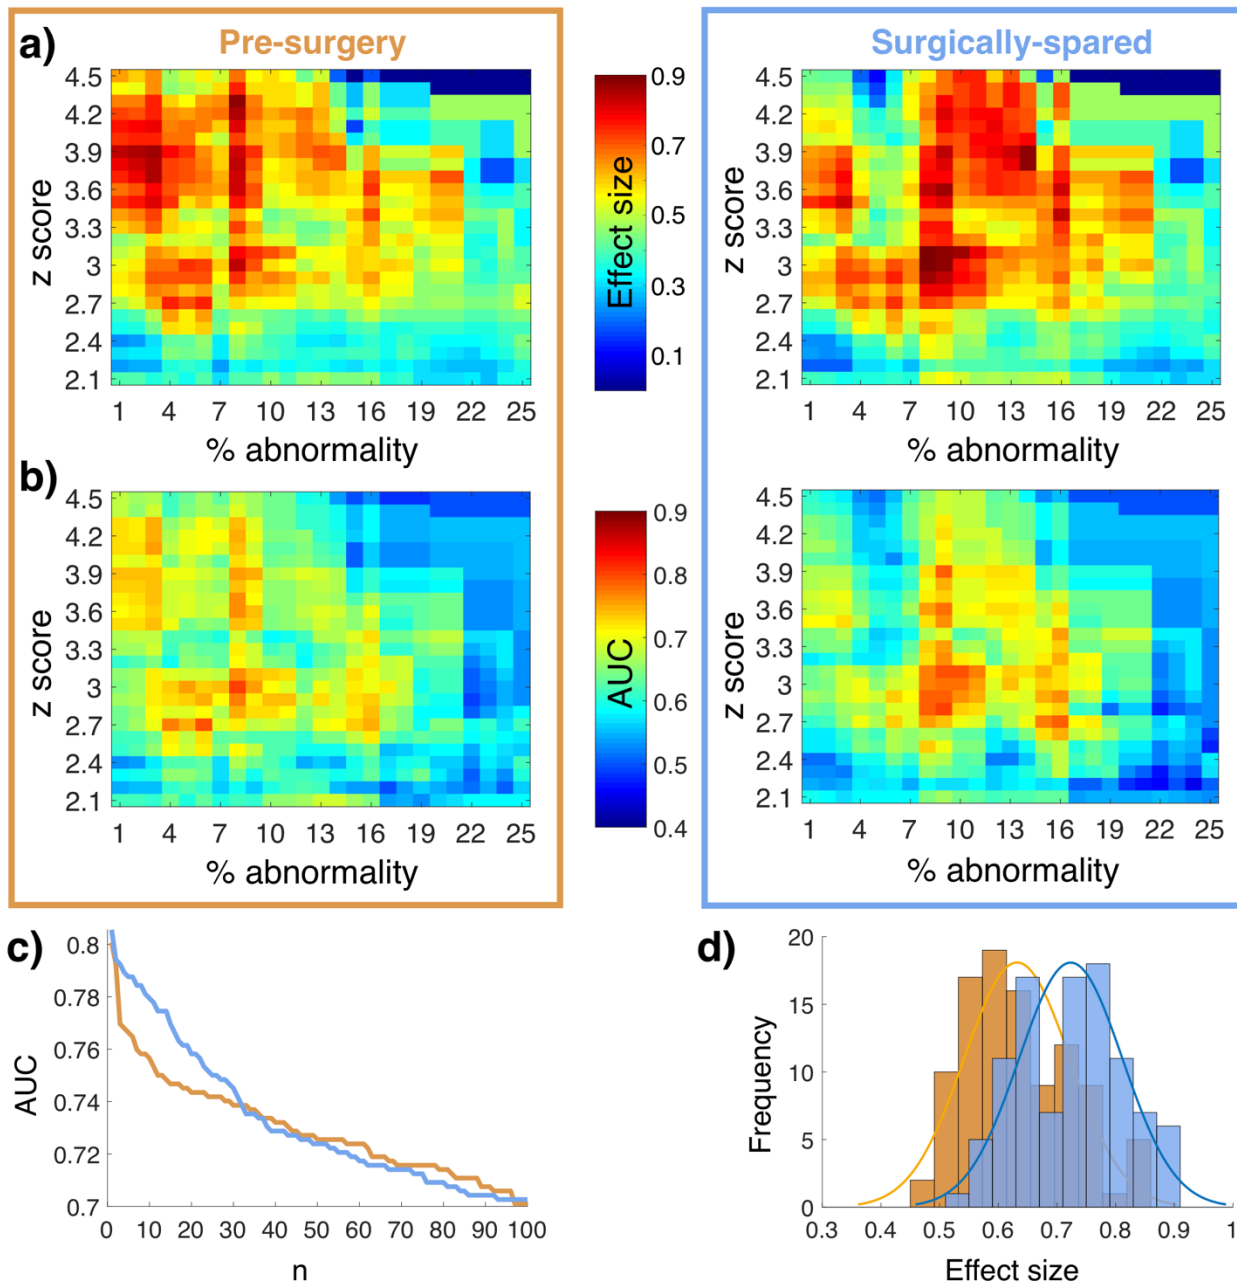 a)
Pre-surgery
Surgically-spared
4.5
4.2
3.9
3.6
3.3
3
2.7
2.4
2.1
z score
1 4 7 10 13 16 19 22 25
% abnormality
0.9
0.7
0.5
0.3
0.1
Effect size
4.5
4.2
3.9
3.6
3.3
3
2.7
2.4
2.1
z score
1 4 7 10 13 16 19 22 25
% abnormality
b)
4.5
4.2
3.9
3.6
3.3
3
2.7
2.4
2.1
z score
1 4 7 10 13 16 19 22 25
% abnormality
0.9
0.8
0.7
0.6
0.5
0.4
AUC
4.5
4.2
3.9
3.6
3.3
3
2.7
2.4
2.1
z score
1 4 7 10 13 16 19 22 25
% abnormality
c)
0.8
0.78
0.76
0.74
0.72
0.7
AUC
0 10 20 30 40 50 60 70 80 90 100
n
d)
20
15
10
5
0
Frequency
0.3 0.4 0.5 0.6 0.7 0.8 0.9 1
Effect size